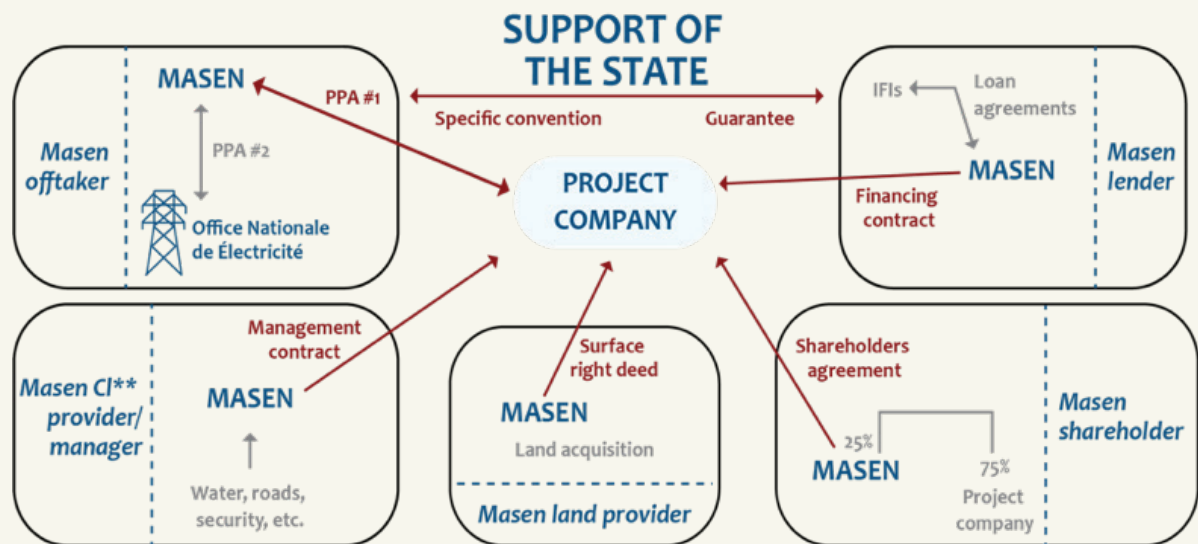 SUPPORT OF
THE STATE
MASEN
PPA #1
PPA #2
Masen
offtaker
Office Nationale
de Électricité
Specific convention
Guarantee
PROJECT
COMPANY
IFIs
Loan
agreements
MASEN
Financing
contract
Masen
lender
Management
contract
Masen CI**
provider/
manager
MASEN
Water, roads,
security, etc.
Surface
right deed
MASEN
Land acquisition
Masen land provider
Shareholders
agreement
25%
MASEN
75%
Project
company
Masen
shareholder